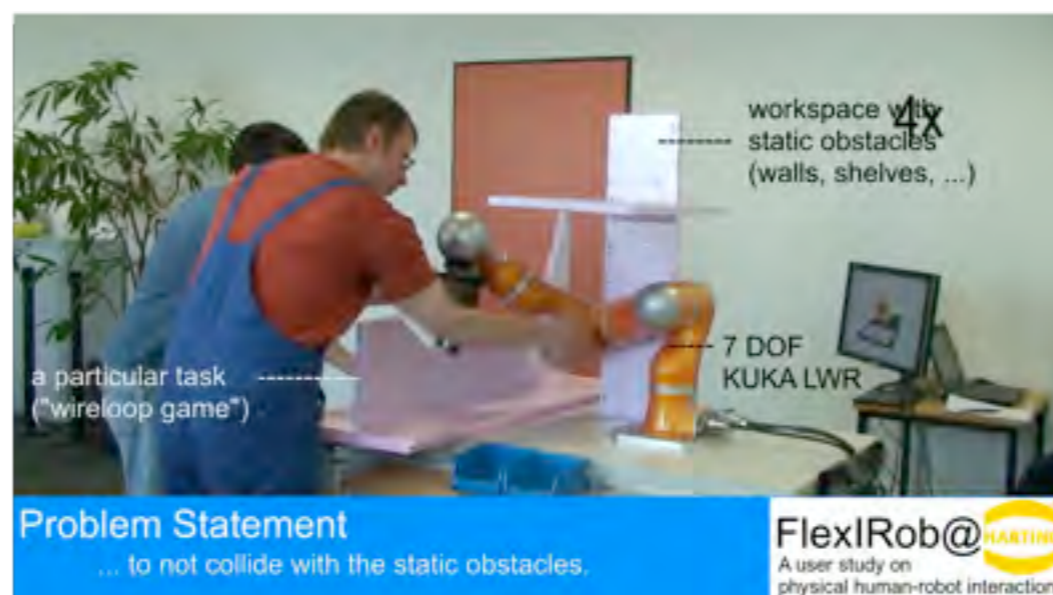 workspace with
4x
static obstacles
(walls, shelves, ...)
7 DOF
KUKA LWR
a particular task
("wireloop game")
Problem Statement
... to not collide with the static obstacles.
FlexIRob@
HARTING
A user study on
physical human-robot interaction